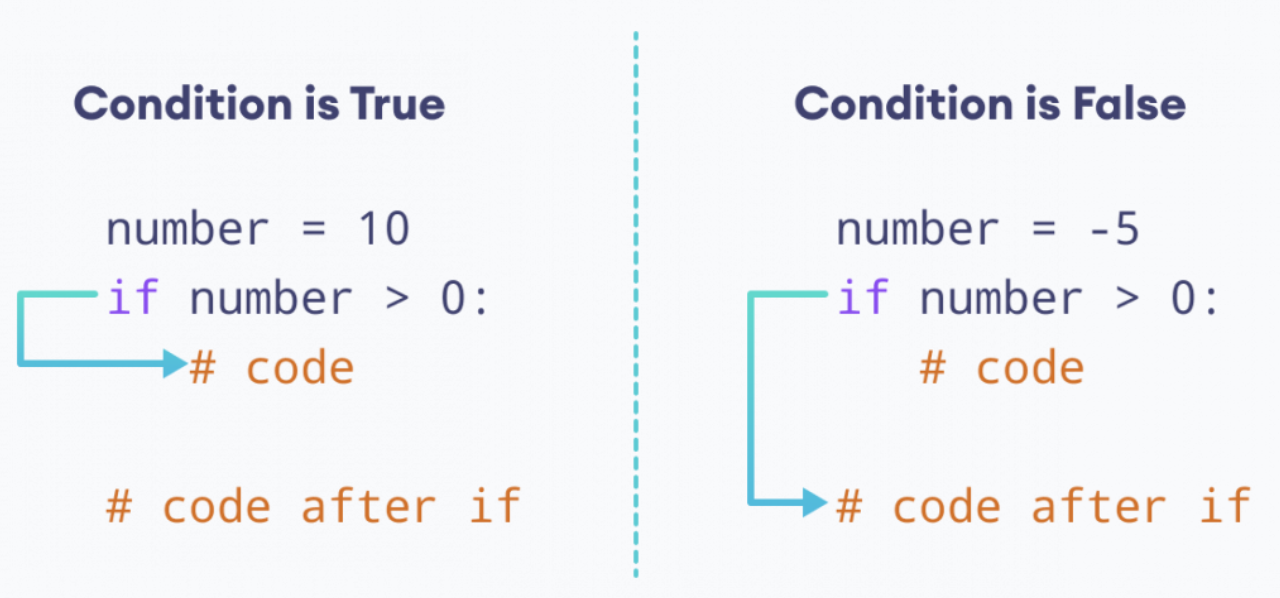 Condition is True
number = 10
if number > 0:
# code
# code after if
Condition is False
number = -5
if number > 0:
# code
# code after if